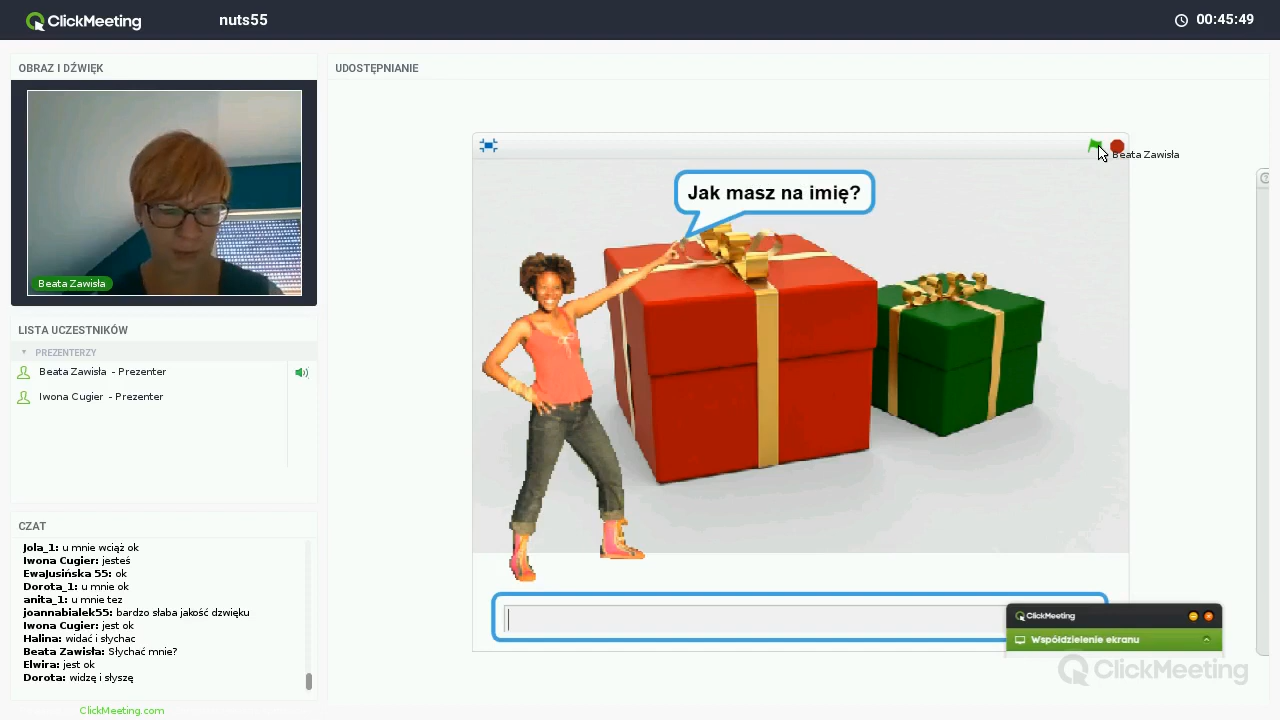 ClickMeeting
nuts55
00:45:49
OBRAZ I DŹWIĘK
Beata Zawisła
LISTA UCZESTNIKÓW
PREZENTERZY
Beata Zawisła - Prezenter
Iwona Cugier - Prezenter
CZAT
Jola_1: u mnie wciąż ok
Iwona Cugier: jesteś
EwaJusińska 55: ok
Dorota_1: u mnie ok
anita_1: u mnie tez
joannabialek55: bardzo słaba jakość dzwięku
Iwona Cugier: jest ok
Halina: widać i słychac
Beata Zawisła: Słychać mnie?
Elwira: jest ok
Dorota: widzę i słyszę
ClickMeeting.com
UDOSTĘPNIANIE
Beata Zawisła
Jak masz na imię?
ClickMeeting
Współdzielenie ekranu
ClickMeeting